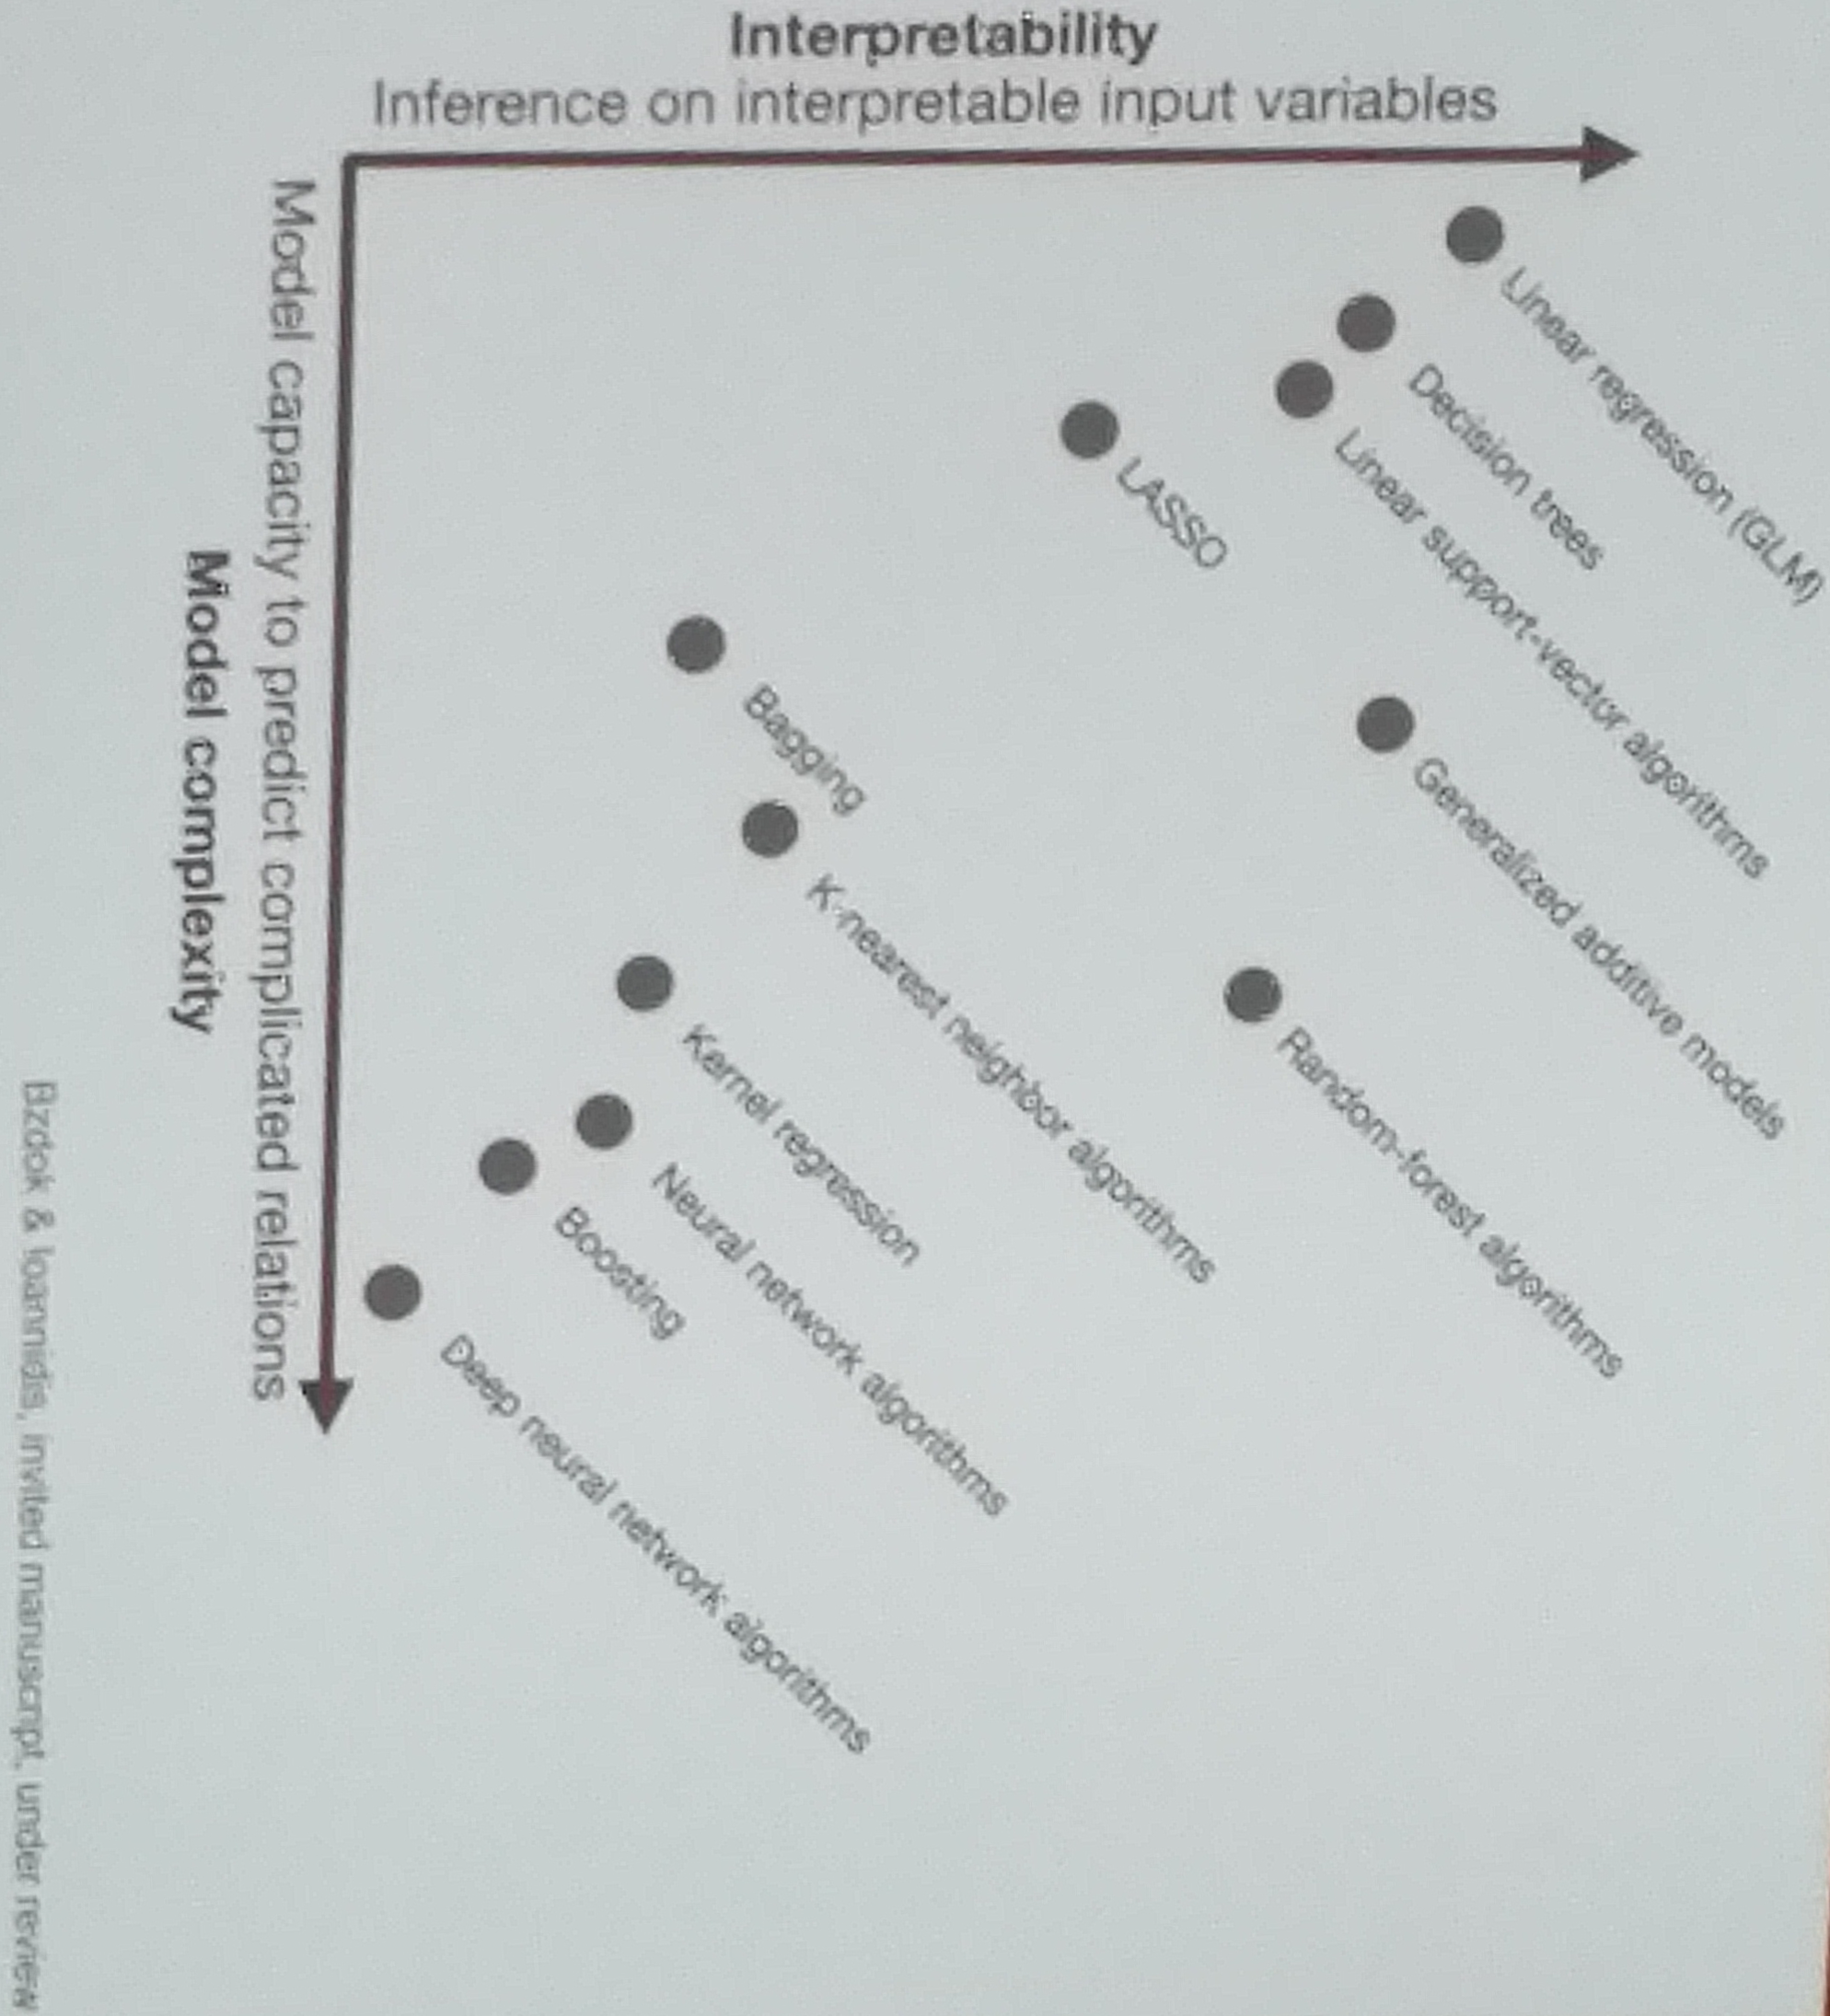 Interpretability
Inference on interpretable input variables
Linear regression (GLM)
Decision trees
Linear support-vector algorithms
LASSO
Generalized additive models
Bagging
K-nearest neighbor algorithms
Random-forest algorithms
Kernel regression
Neural network algorithms
Boosting
Deep neural network algorithms
Model capacity to predict complicated relations
Model complexity
Bzdok & Ioannidis, invited manuscript, under review